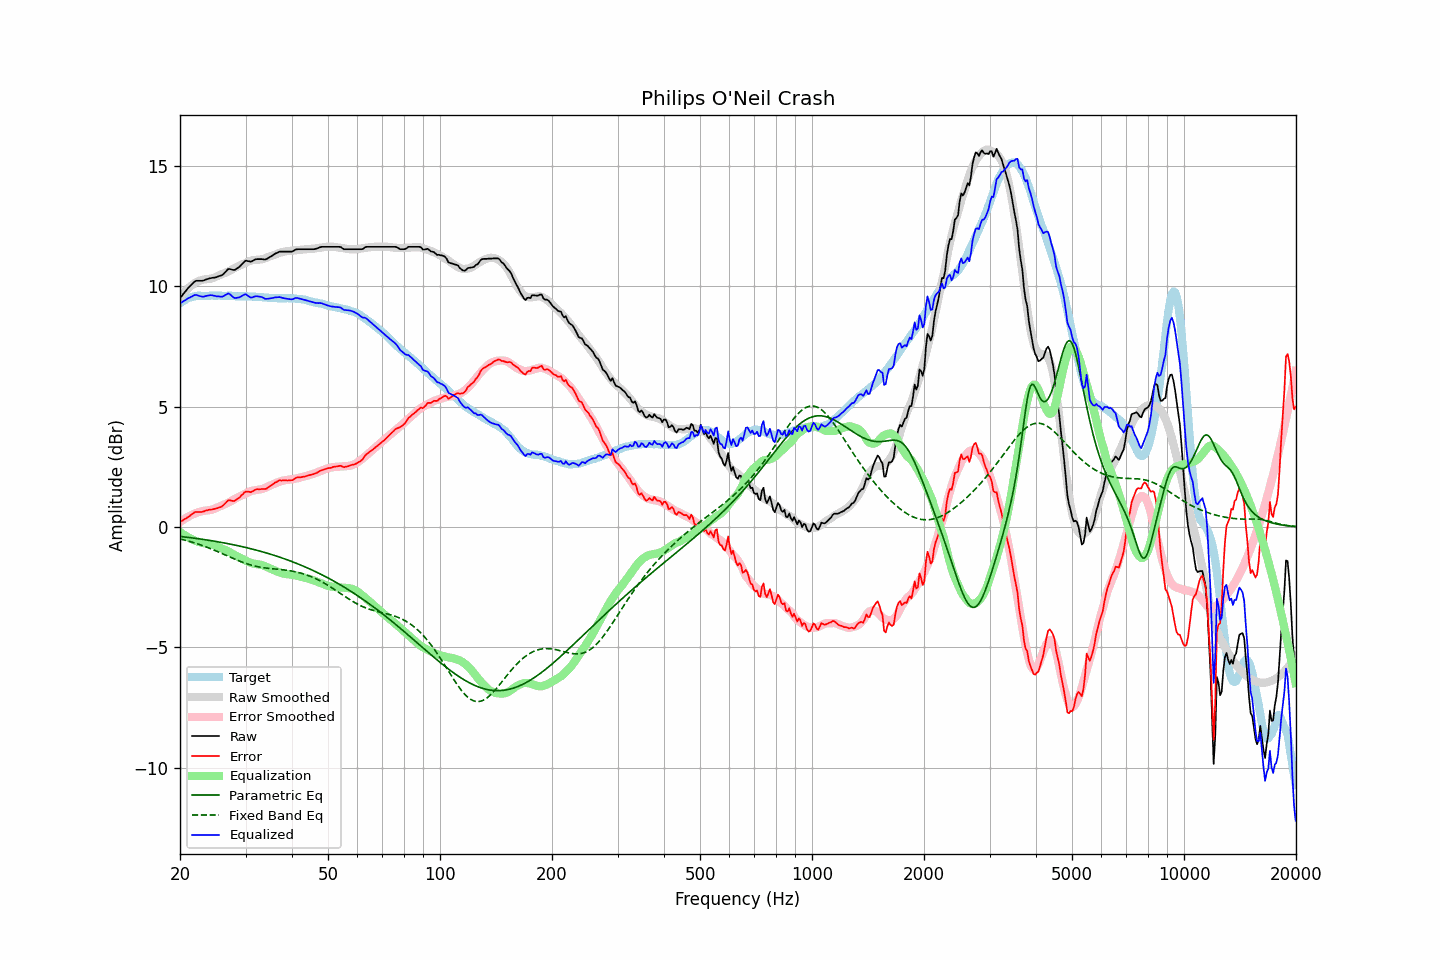 Philips O'Neil Crash
Amplitude (dBr)
15
10
5
0
−5
−10
Target
Raw Smoothed
Error Smoothed
Raw
Error
Equalization
Parametric Eq
Fixed Band Eq
Equalized
20 50 100 200 500 1000 2000 5000 10000 20000
Frequency (Hz)